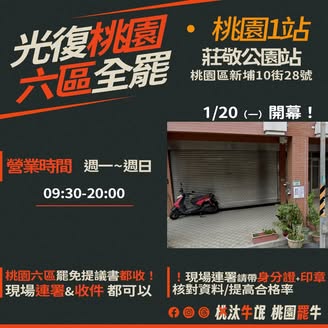 光復桃園
六區全罷
桃園1站
莊敬公園站
桃園區新埔10街28號
1/20（一）開幕！
營業時間 週一~週日
09:30-20:00
桃園六區罷免提議書都收！
現場連署&收件 都可以
！現場連署請帶身分證+印章
核對資料/提高合格率
桃汰牛氓 桃園罷牛